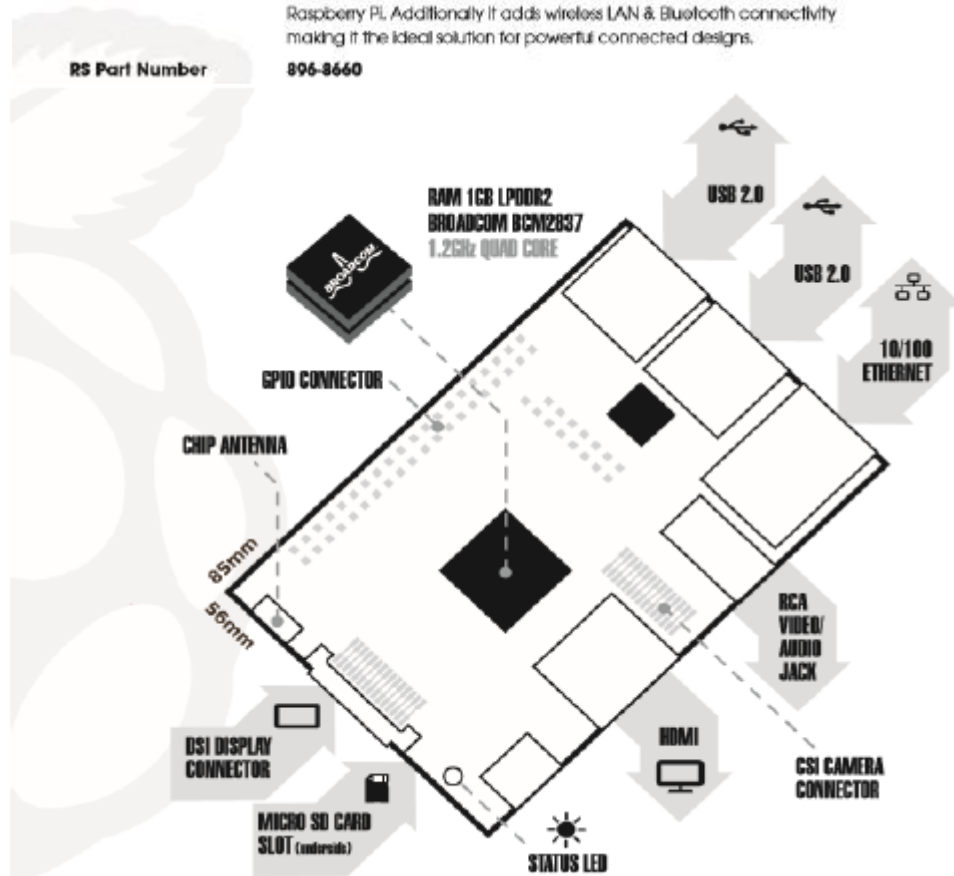 Raspberry Pi. Additionally it adds wireless LAN & Bluetooth connectivity
making it the ideal solution for powerful connected designs.
RS Part Number 896-8660
USB 2.0
RAM 1GB LPDDR2
BROADCOM BCM2837
1.2GHz QUAD CORE
BROADCOM
USB 2.0
10/100
ETHERNET
GPIO CONNECTOR
CHIP ANTENNA
85mm
56mm
RCA
VIDEO/
AUDIO
JACK
DSI DISPLAY
CONNECTOR
HDMI
CSI CAMERA
CONNECTOR
MICRO SD CARD
SLOT (underside)
STATUS LED